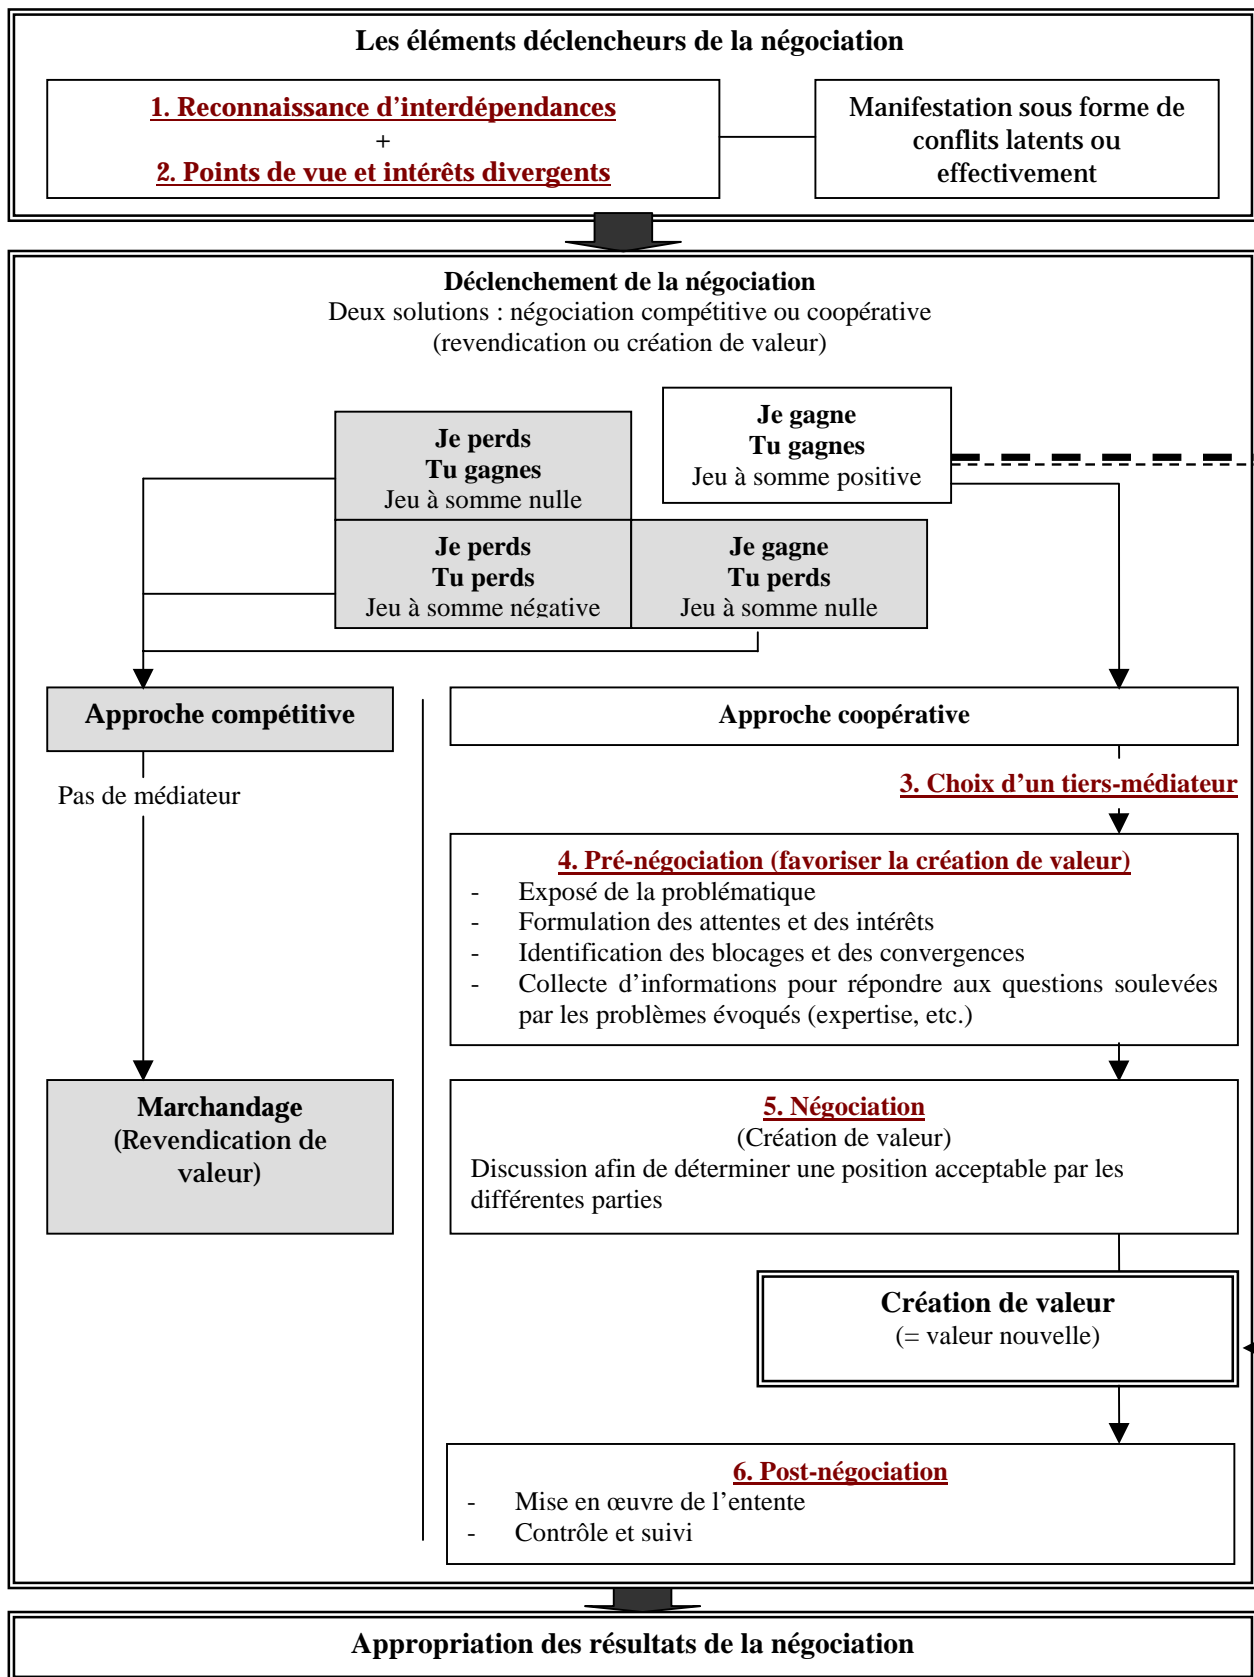 Les éléments déclencheurs de la négociation
1. Reconnaissance d’interdépendances
+
2. Points de vue et intérêts divergents
Manifestation sous forme de
conflits latents ou
effectivement
Déclenchement de la négociation
Deux solutions : négociation compétitive ou coopérative
(revendication ou création de valeur)
Je perds
Tu gagnes
Jeu à somme nulle
Je gagne
Tu gagnes
Jeu à somme positive
Je perds
Tu perds
Jeu à somme négative
Je gagne
Tu perds
Jeu à somme nulle
Approche compétitive
Approche coopérative
Pas de médiateur
3. Choix d’un tiers-médiateur
4. Pré-négociation (favoriser la création de valeur)
- Exposé de la problématique
- Formulation des attentes et des intérêts
- Identification des blocages et des convergences
- Collecte d’informations pour répondre aux questions soulevées
par les problèmes évoqués (expertise, etc.)
Marchandage
(Revendication de
valeur)
5. Négociation
(Création de valeur)
Discussion afin de déterminer une position acceptable par les
différentes parties
Création de valeur
(= valeur nouvelle)
6. Post-négociation
- Mise en œuvre de l’entente
- Contrôle et suivi
Appropriation des résultats de la négociation